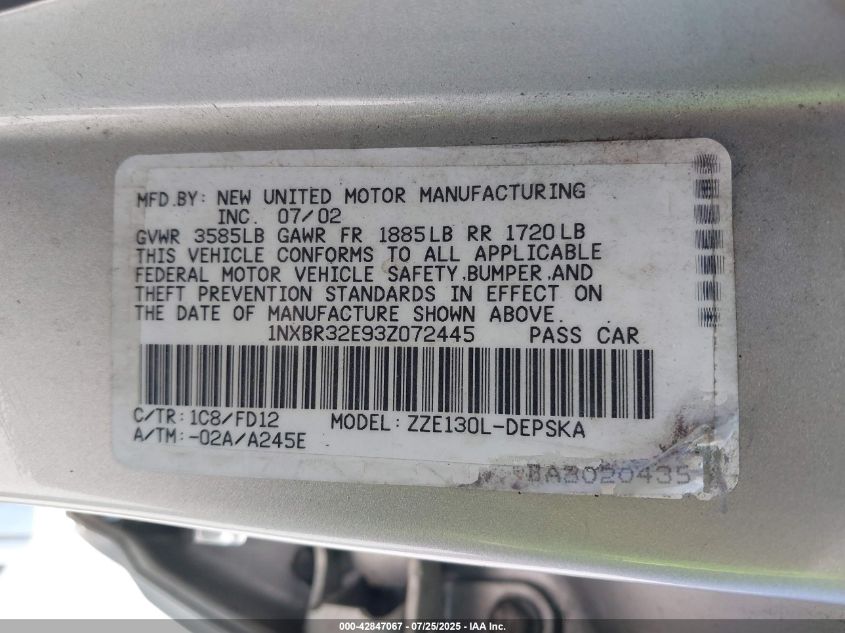 MFD.BY: NEW UNITED MOTOR MANUFACTURING
INC. 07/02
GVWR 3585LB GAWR FR 1885LB RR 1720LB
THIS VEHICLE CONFORMS TO ALL APPLICABLE
FEDERAL MOTOR VEHICLE SAFETY,BUMPER,AND
THEFT PREVENTION STANDARDS IN EFFECT ON
THE DATE OF MANUFACTURE SHOWN ABOVE.
1NXBR32E93Z072445 PASS CAR
C/TR:1C8/FD12 MODEL:ZZE130L-DEPSKA
A/TM:-02A/A245E
BA3020435
000-42847067 - 07/25/2025 - IAA Inc.